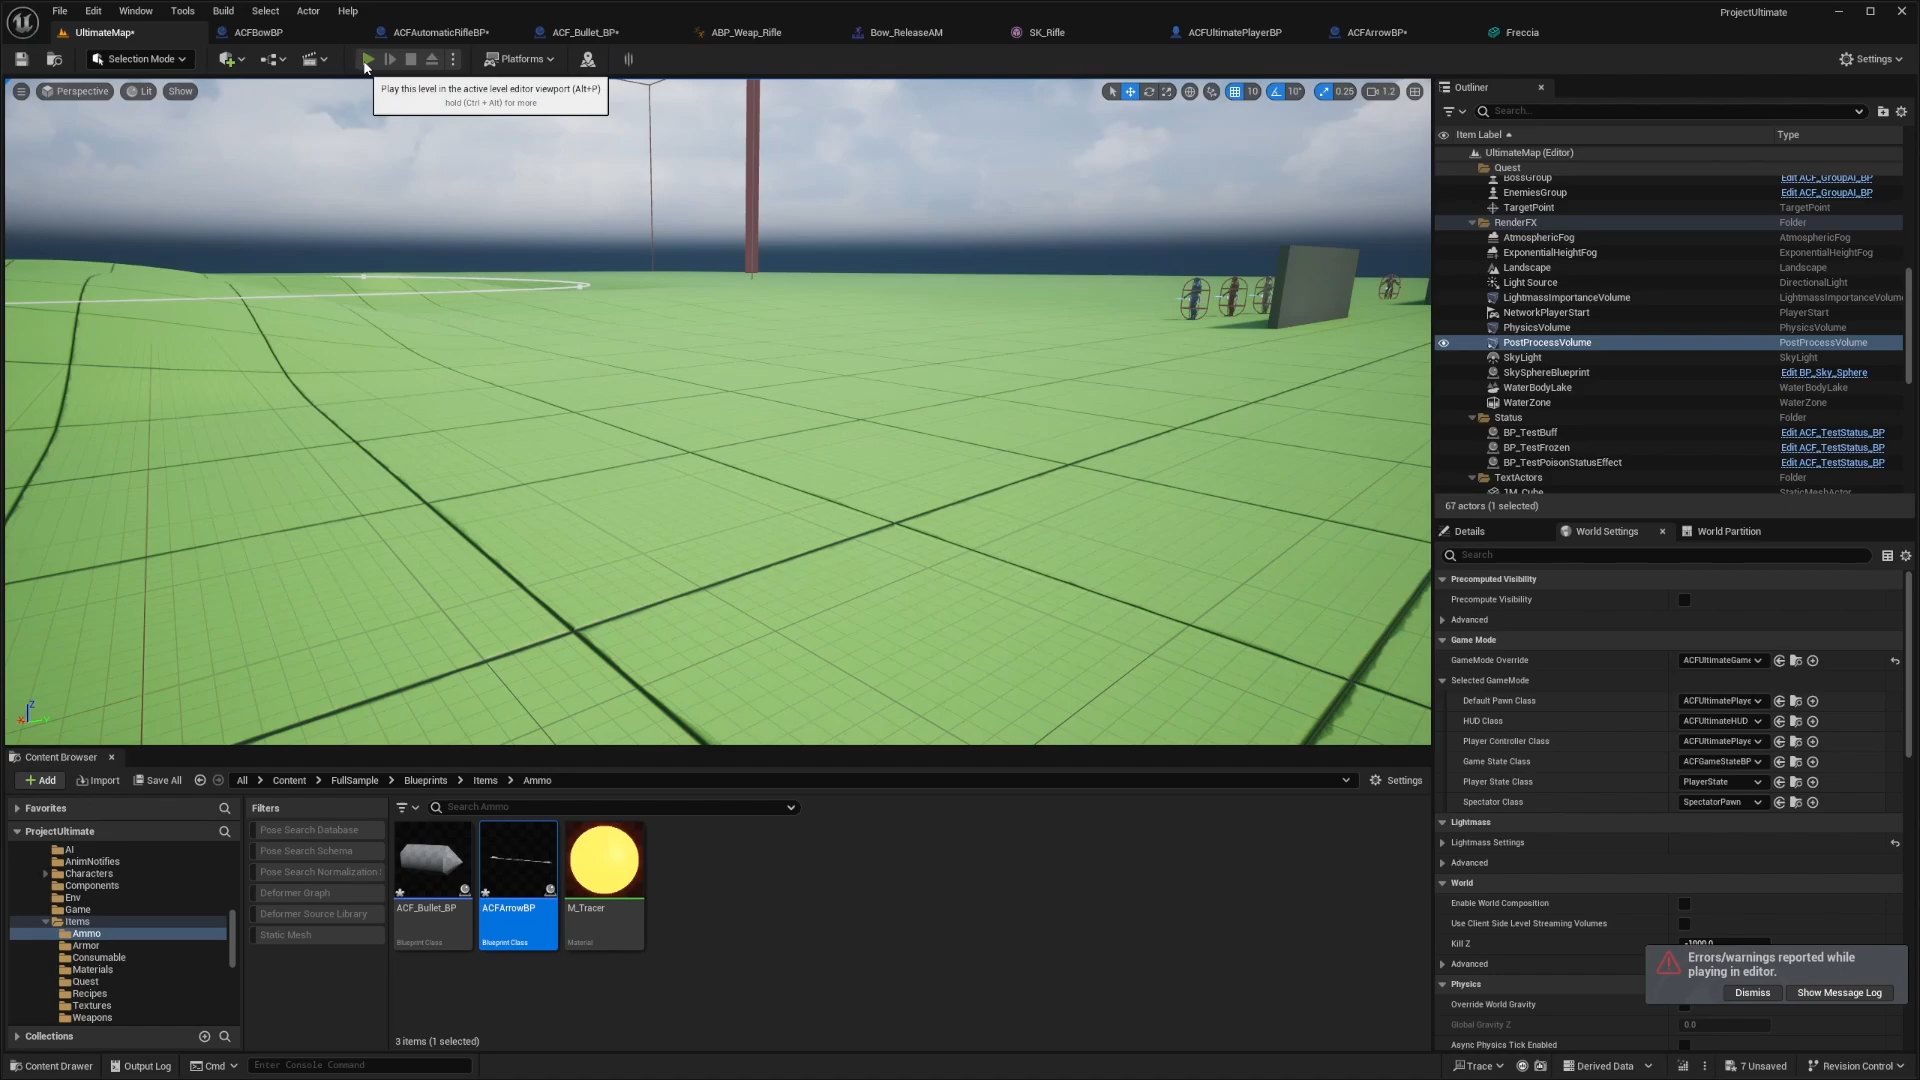 File Edit Window Tools Build Select Actor Help
ProjectUltimate
UltimateMap*
ACFBowBP
ACFAutomaticRifleBP*
ACF_Bullet_BP*
ABP_Weap_Rifle
Bow_ReleaseAM
SK_Rifle
ACFUltimatePlayerBP
ACFArrowBP*
Freccia
Selection Mode
Platforms
Settings
Play this level in the active level editor viewport (Alt+P)
hold (Ctrl + Alt) for more
Perspective
Lit
Show
10
10°
0.25
1.2
Outliner
Search...
Item Label
Type
UltimateMap (Editor)
Quest
BossGroup Edit ACF_GroupAI_BP
EnemiesGroup Edit ACF_GroupAI_BP
TargetPoint TargetPoint
RenderFX Folder
AtmosphericFog AtmosphericFog
ExponentialHeightFog ExponentialHeightFog
Landscape Landscape
Light Source DirectionalLight
LightmassImportanceVolume LightmassImportanceVolum
NetworkPlayerStart PlayerStart
PhysicsVolume PhysicsVolume
PostProcessVolume PostProcessVolume
SkyLight SkyLight
SkySphereBlueprint Edit BP_Sky_Sphere
WaterBodyLake WaterBodyLake
WaterZone WaterZone
Status Folder
BP_TestBuff Edit ACF_TestStatus_BP
BP_TestFrozen Edit ACF_TestStatus_BP
BP_TestPoisonStatusEffect Edit ACF_TestStatus_BP
TextActors Folder
StaticMeshActor
67 actors (1 selected)
Details
World Settings
World Partition
Search
Precomputed Visibility
Precompute Visibility
Advanced
Game Mode
GameMode Override ACFUltimateGame
Selected GameMode
Default Pawn Class ACFUltimatePlaye
HUD Class ACFUltimateHUD
Player Controller Class ACFUltimatePlaye
Game State Class ACFGameStateBP
Player State Class PlayerState
Spectator Class SpectatorPawn
Lightmass
Lightmass Settings
Advanced
World
Enable World Composition
Use Client Side Level Streaming Volumes
Kill Z
Advanced
Physics
Override World Gravity
Global Gravity Z 0.0
Async Physics Tick Enabled
Errors/warnings reported while
playing in editor.
Dismiss
Show Message Log
Content Browser
Add
Import
Save All
All > Content > FullSample > Blueprints > Items > Ammo
Settings
Favorites
ProjectUltimate
AI
AnimNotifies
Characters
Components
Env
Game
Items
Ammo
Armor
Consumable
Materials
Quest
Recipes
Textures
Weapons
Collections
Filters
Pose Search Database
Pose Search Schema
Pose Search Normalization
Deformer Graph
Deformer Source Library
Static Mesh
Search Ammo
ACF_Bullet_BP
Blueprint Class
ACFArrowBP
Blueprint Class
M_Tracer
Material
3 items (1 selected)
Content Drawer
Output Log
Cmd
Enter Console Command
Trace
Derived Data
7 Unsaved
Revision Control